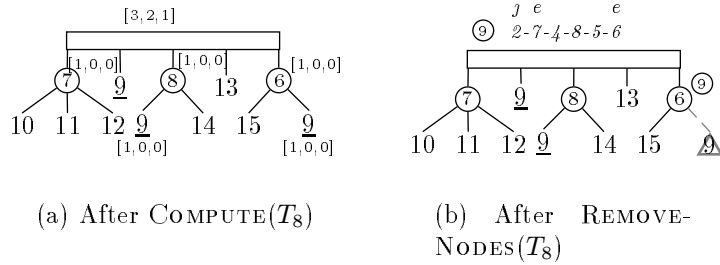 [3,2,1]
[1,0,0] [1,0,0] [1,0,0]
7 9 8 13 6
10 11 12 9 14 15 9
[1,0,0] [1,0,0]
(a) After COMPUTE(T8)
j e e
9 2-7-4-8-5-6
7 9 8 13 6 9
10 11 12 9 14 15 9
(b) After REMOVE-
NODES(T8)